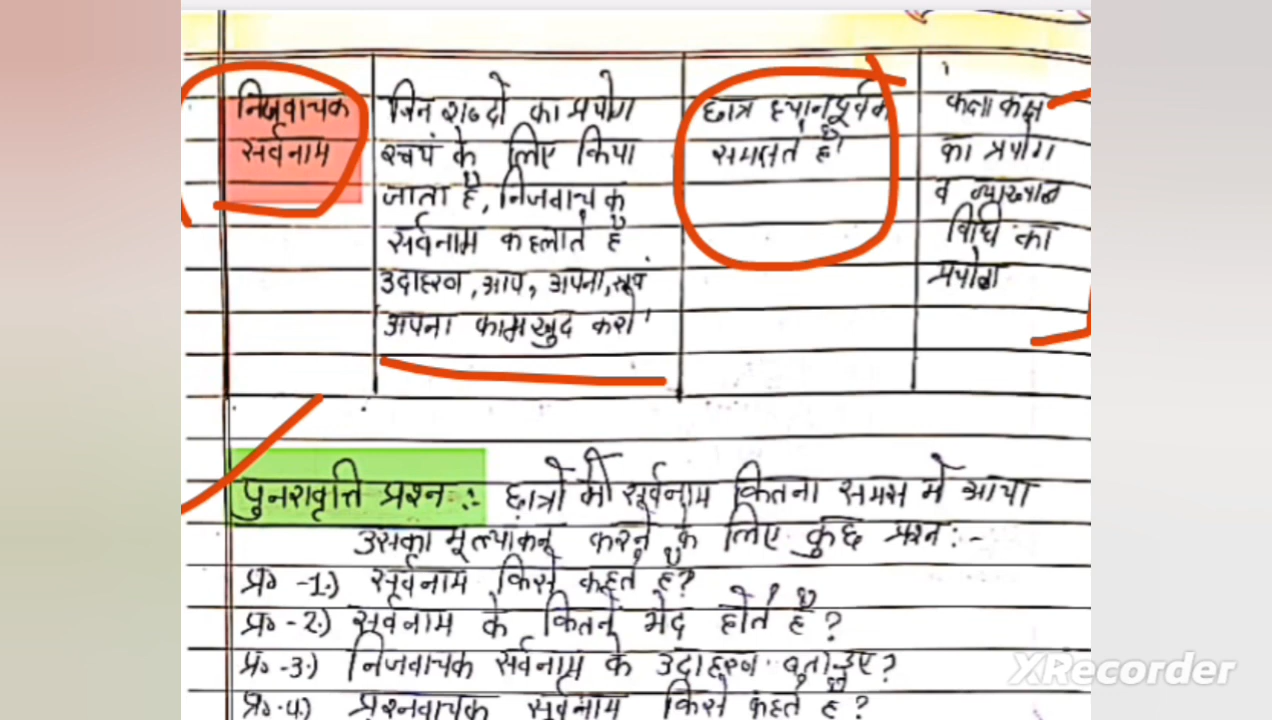 निजवाचक
सर्वनाम
जिन शब्दों का प्रयोग
स्वयं के लिए किया
जाता है, निजवाचक
सर्वनाम कहलाते है
उदाहरण, आप, अपना, स्वयं
अपना काम खुद करो।
छात्र ध्यानपूर्वक
समझते है।
कक्ष
का प्रयोग
व व्याख्यान
विधि का
प्रयोग
पुनरावृत्ति प्रश्न :- छात्रों को सर्वनाम कितना समझ में आया
उसका मूल्यांकन करने के लिए कुछ प्रश्न :-
प्र० -1.) सर्वनाम किसे कहते है?
प्र० -2.) सर्वनाम के कितने भेद होते है ?
प्र० -3.) निजवाचक सर्वनाम के उदाहरण बताइए ?
प्र० -4.) प्रश्नवाचक सर्वनाम किसे कहते है ?
XRecorder